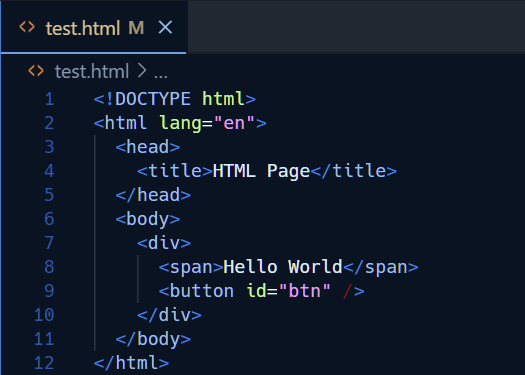 test.html M
test.html > ...
1 <!DOCTYPE html>
2 <html lang="en">
3   <head>
4     <title>HTML Page</title>
5   </head>
6   <body>
7     <div>
8       <span>Hello World</span>
9       <button id="btn" />
10     </div>
11   </body>
12 </html>